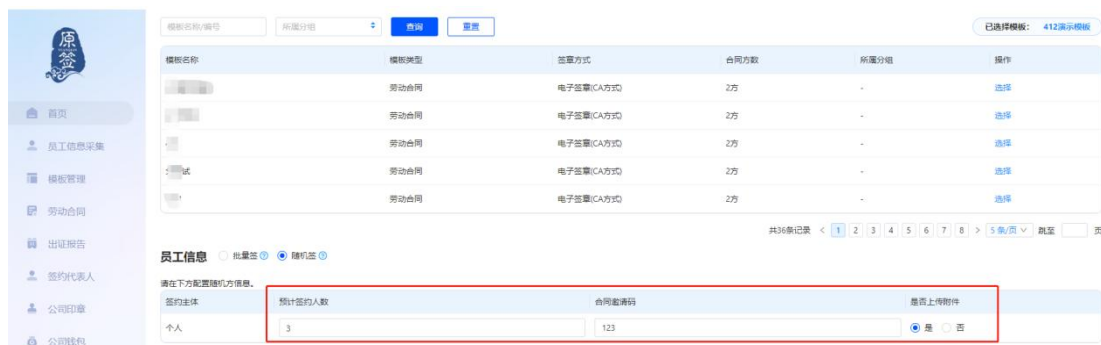 原签
模板名称/编号 所属分组 查询 重置 已选择模板： 412演示模板
模板名称 模板类型 签章方式 合同方数 所属分组 操作
劳动合同 电子签章(CA方式) 2方 - 选择
劳动合同 电子签章(CA方式) 2方 - 选择
劳动合同 电子签章(CA方式) 2方 - 选择
试 劳动合同 电子签章(CA方式) 2方 - 选择
劳动合同 电子签章(CA方式) 2方 - 选择
共36条记录 < 1 2 3 4 5 6 7 8 > 5 条/页 跳至 页
首页
员工信息采集
模板管理
劳动合同
出证报告
签约代表人
公司印章
公司钱包
员工信息 批量签 随机签
请在下方配置随机方信息。
签约主体 预计签约人数 合同邀请码 是否上传附件
个人 3 123 是 否